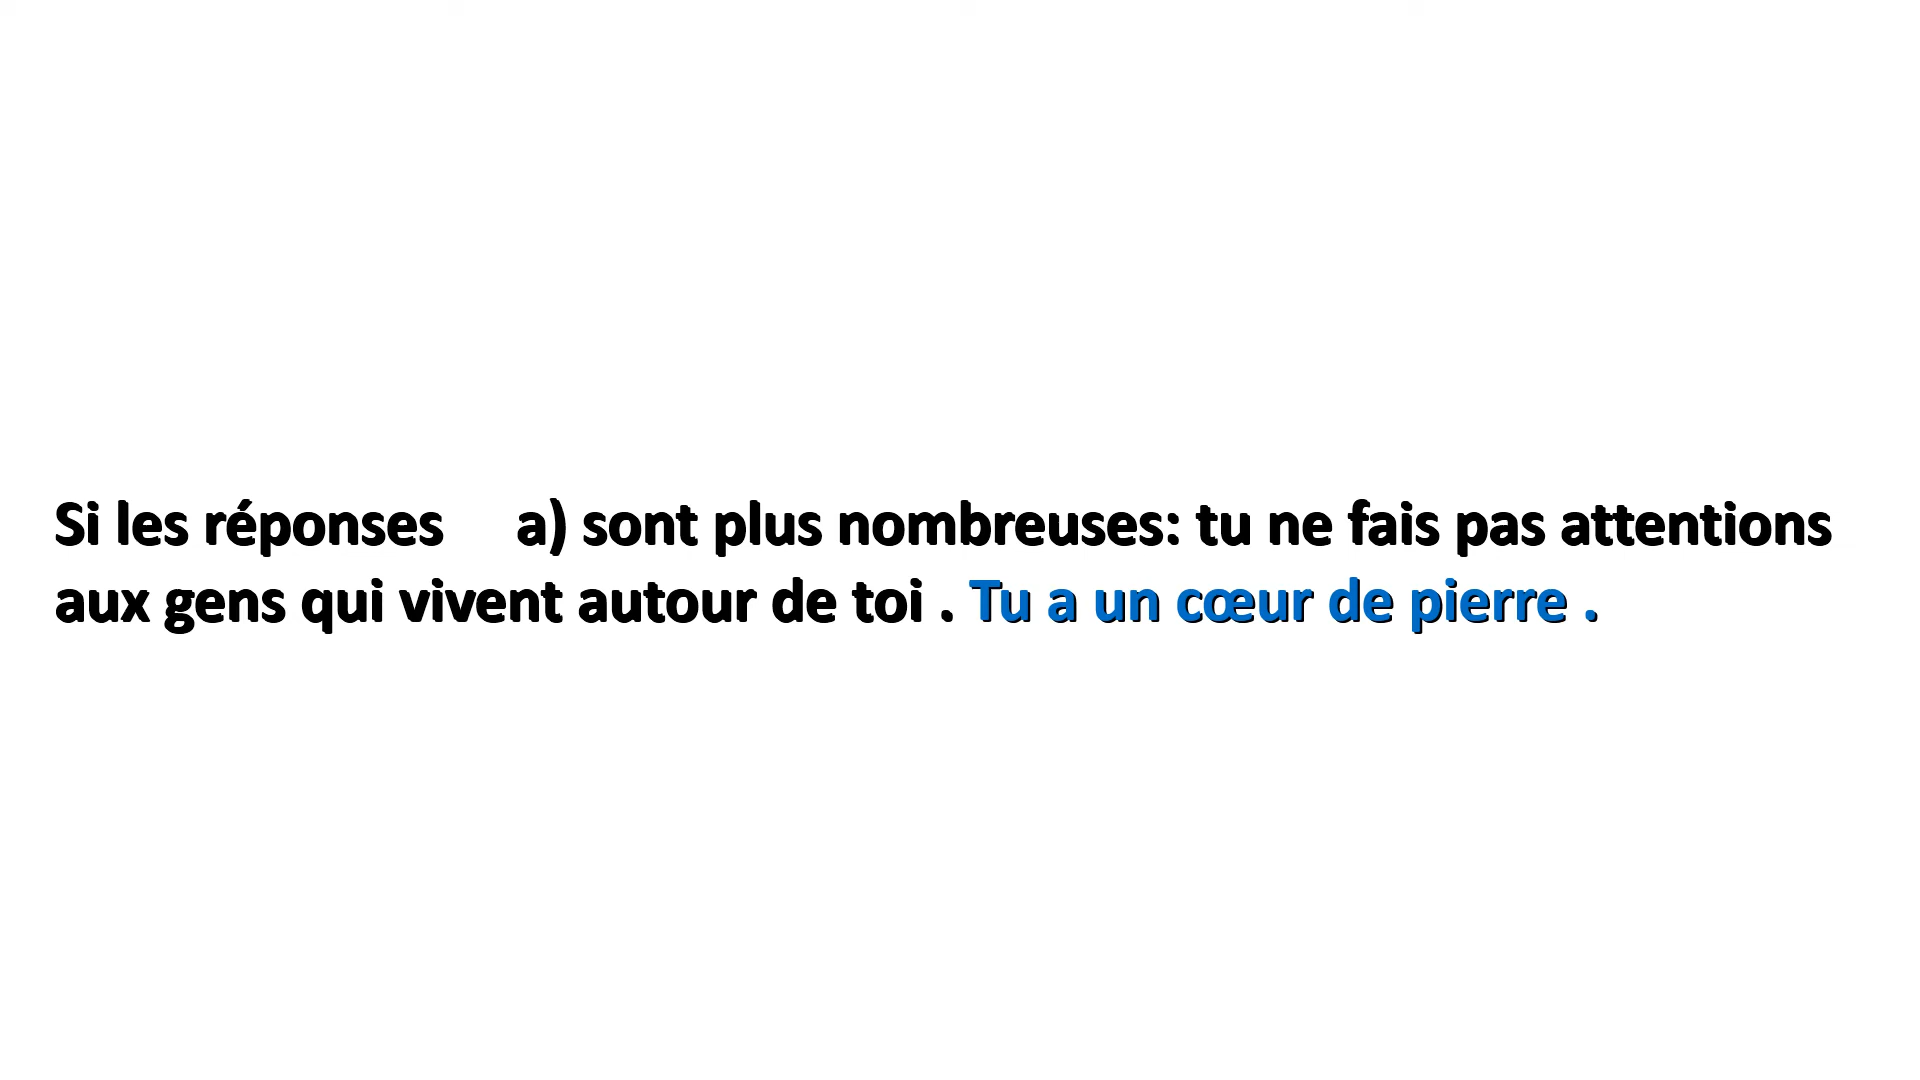 Si les réponses a) sont plus nombreuses: tu ne fais pas attentions
aux gens qui vivent autour de toi . Tu a un cœur de pierre .